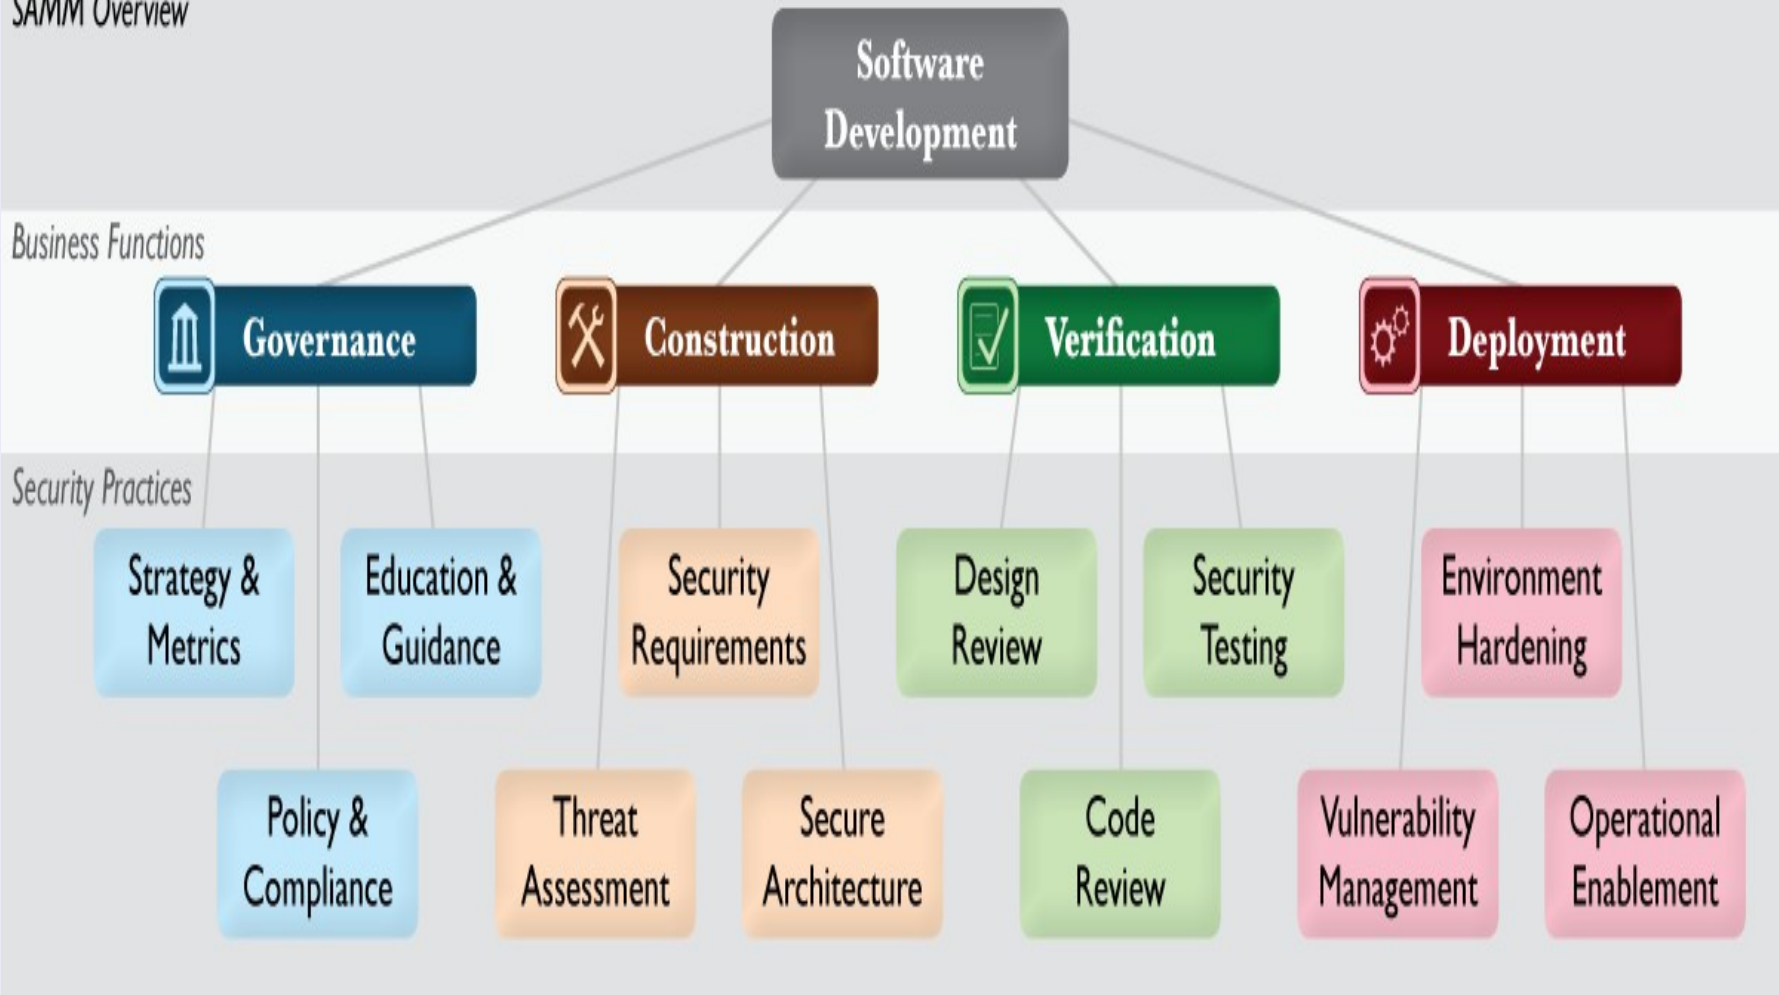 SAMM Overview
Software
Development
Business Functions
Governance
Construction
Verification
Deployment
Security Practices
Strategy &
Metrics
Education &
Guidance
Security
Requirements
Design
Review
Security
Testing
Environment
Hardening
Policy &
Compliance
Threat
Assessment
Secure
Architecture
Code
Review
Vulnerability
Management
Operational
Enablement